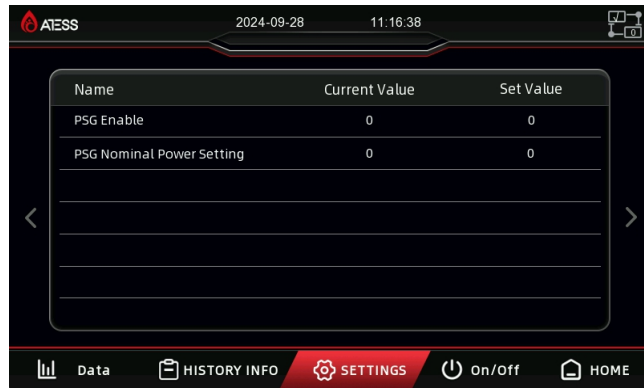 ATESS 2024-09-28 11:16:38
Name Current Value Set Value
PSG Enable 0 0
PSG Nominal Power Setting 0 0
Data HISTORY INFO SETTINGS On/Off HOME